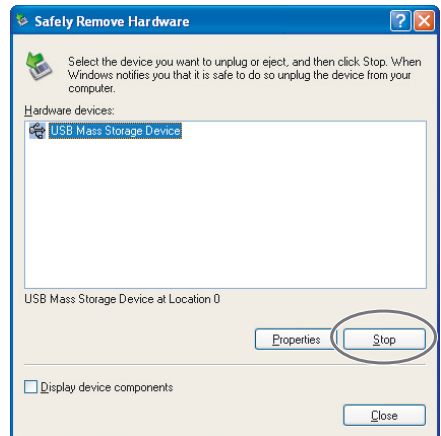 Safely Remove Hardware
Select the device you want to unplug or eject, and then click Stop. When
Windows notifies you that it is safe to do so unplug the device from your
computer.
Hardware devices:
USB Mass Storage Device
USB Mass Storage Device at Location 0
Properties Stop
Display device components
Close